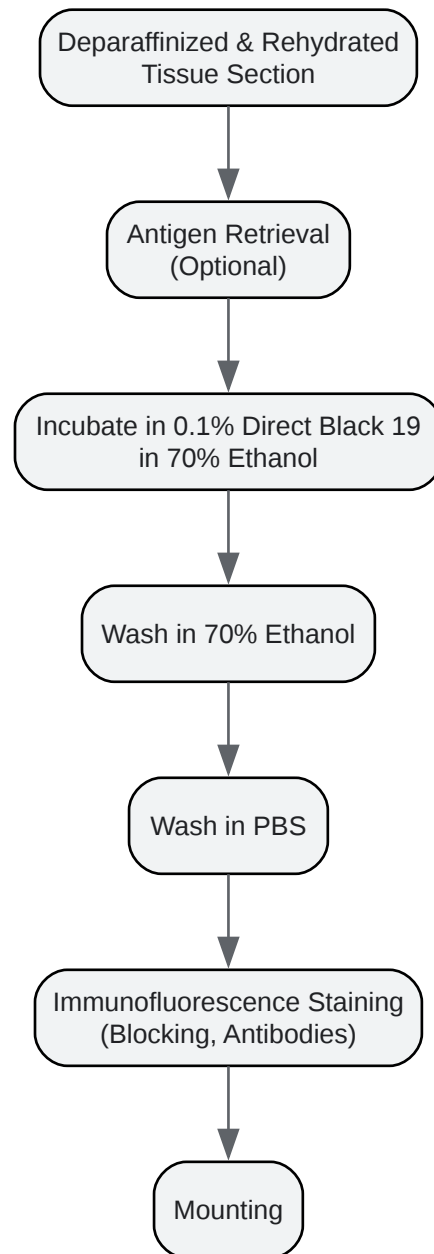 Deparaffinized & Rehydrated
Tissue Section
Antigen Retrieval
(Optional)
Incubate in 0.1% Direct Black 19
in 70% Ethanol
Wash in 70% Ethanol
Wash in PBS
Immunofluorescence Staining
(Blocking, Antibodies)
Mounting